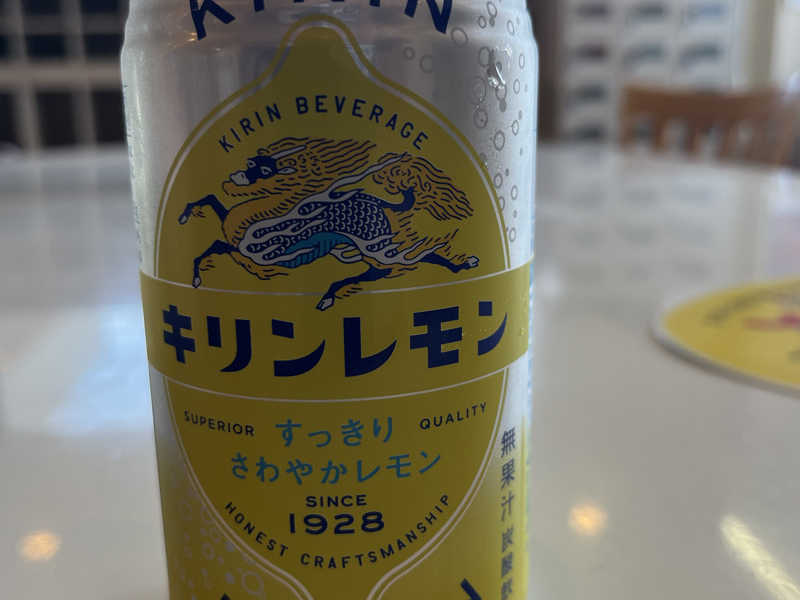 KIRIN
KIRIN BEVERAGE
キリンレモン
SUPERIOR
すっきり
QUALITY
さわやかレモン
SINCE
1928
HONEST CRAFTSMANSHIP
無果汁 炭酸飲